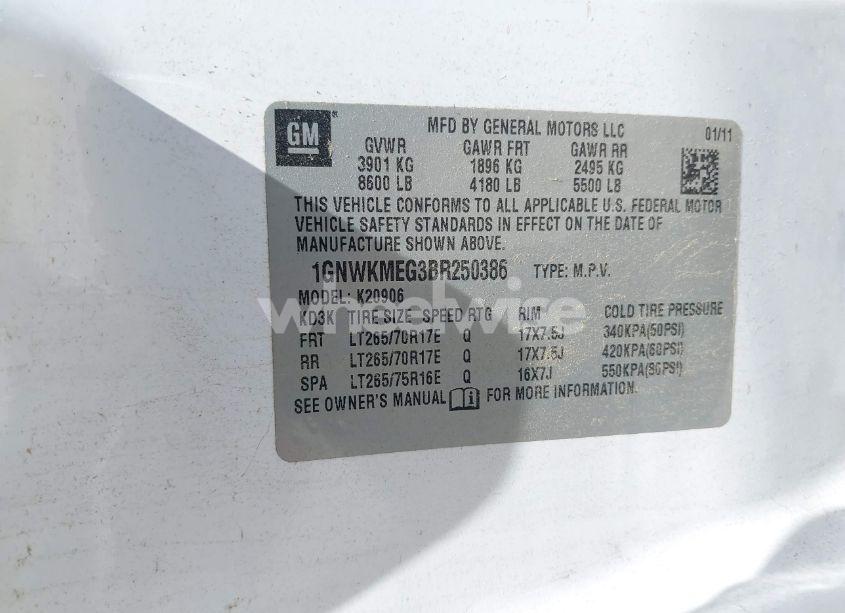 GM
MFD BY GENERAL MOTORS LLC 01/11
GVWR GAWR FRT GAWR RR
3901 KG 1896 KG 2495 KG
8600 LB 4180 LB 5500 LB
THIS VEHICLE CONFORMS TO ALL APPLICABLE U.S. FEDERAL MOTOR
VEHICLE SAFETY STANDARDS IN EFFECT ON THE DATE OF
MANUFACTURE SHOWN ABOVE.
1GNWKMEG3BR250386 TYPE: M.P.V.
wheelwise
MODEL: K20906
KD3K TIRE SIZE SPEED RTG RIM COLD TIRE PRESSURE
FRT LT265/70R17E Q 17X7.5J 340KPA(50PSI)
RR LT265/70R17E Q 17X7.5J 420KPA(60PSI)
SPA LT265/75R16E Q 16X7J 550KPA(80PSI)
SEE OWNER'S MANUAL FOR MORE INFORMATION.